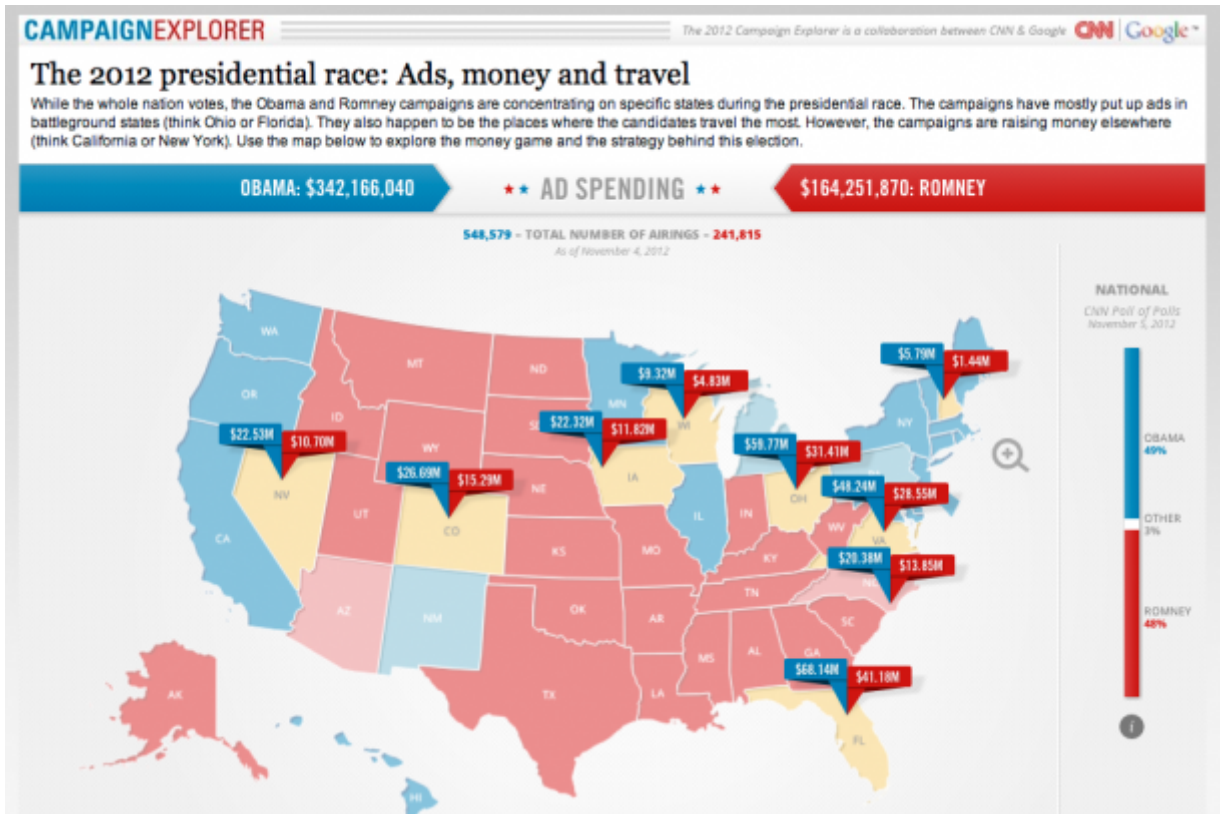 CAMPAIGNEXPLORER
The 2012 Campaign Explorer is a collaboration between CNN & Google CNN Google™
The 2012 presidential race: Ads, money and travel
While the whole nation votes, the Obama and Romney campaigns are concentrating on specific states during the presidential race. The campaigns have mostly put up ads in
battleground states (think Ohio or Florida). They also happen to be the places where the candidates travel the most. However, the campaigns are raising money elsewhere
(think California or New York). Use the map below to explore the money game and the strategy behind this election.
OBAMA: $342,166,040
AD SPENDING
$164,251,870: ROMNEY
548,579 – TOTAL NUMBER OF AIRINGS – 241,815
As of November 4, 2012
NATIONAL
CNN Poll of Polls
November 5, 2012
OBAMA
49%
OTHER
3%
ROMNEY
48%
i
WA
MT
ND
OR
ID
MN
WY
NY
$5.79M
$1.44M
$9.32M
$4.83M
WI
$22.53M
$10.70M
$22.32M
$11.82M
$59.77M
$31.41M
$26.69M
$15.29M
$48.24M
$28.55M
NV
UT
CO
NE
IA
IL
IN
OH
WV
VA
CA
KS
MO
KY
$20.38M
$13.85M
AZ
NM
OK
AR
TN
SC
MS
AL
GA
$68.14M
$41.18M
AK
TX
LA
FL
HI